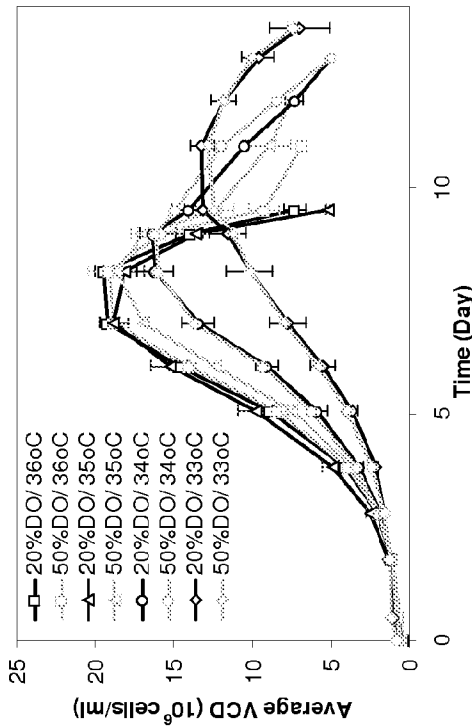 Average VCD (10⁶ cells/ml)
25
20
15
10
5
0
20%DO/ 36oC
50%DO/ 36oC
20%DO/ 35oC
50%DO/ 35oC
20%DO/ 34oC
50%DO/ 34oC
20%DO/ 33oC
50%DO/ 33oC
0
5
10
Time (Day)